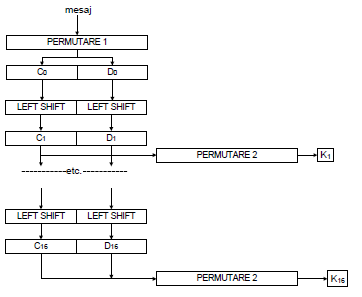 mesaj
PERMUTARE 1
C0 D0
LEFT SHIFT LEFT SHIFT
C1 D1
PERMUTARE 2 K1
-----------etc.-----------
LEFT SHIFT LEFT SHIFT
C16 D16
PERMUTARE 2 K16